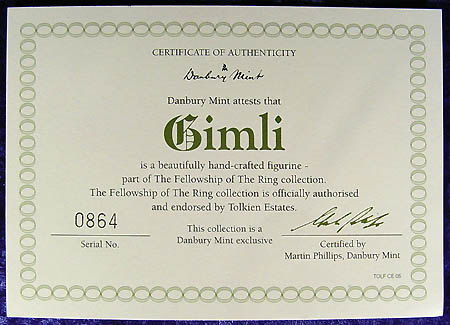 CERTIFICATE OF AUTHENTICITY
Danbury Mint
Danbury Mint attests that
Gimli
is a beautifully hand-crafted figurine -
part of The Fellowship of The Ring collection.
The Fellowship of The Ring collection is officially authorised
and endorsed by Tolkien Estates.
0864
Serial No.
This collection is a
Danbury Mint exclusive
Certified by
Martin Phillips, Danbury Mint
TOLF CE 05